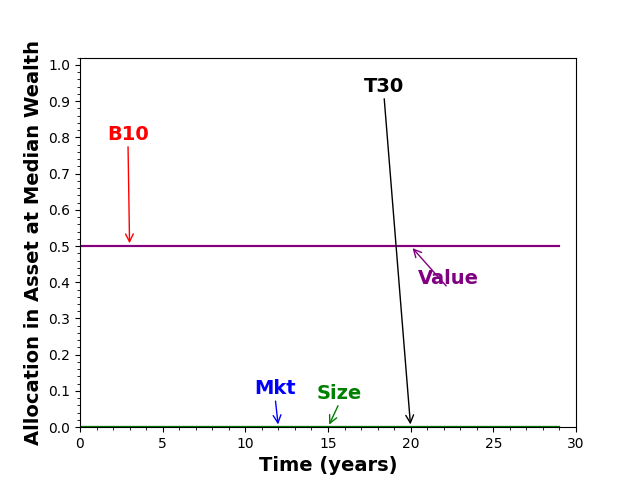 Allocation in Asset at Median Wealth
1.0
0.9
0.8
0.7
0.6
0.5
0.4
0.3
0.2
0.1
0.0
T30
B10
Value
Mkt
Size
0 5 10 15 20 25 30
Time (years)